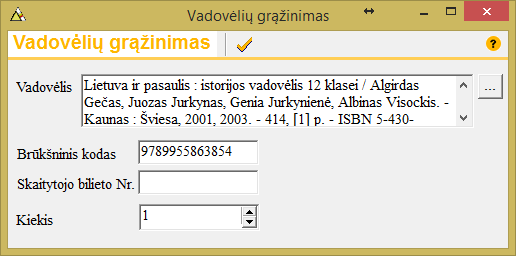 Vadovėlių grąžinimas
Vadovėlių grąžinimas
?
Vadovėlis
Lietuva ir pasaulis : istorijos vadovėlis 12 klasei / Algirdas
Gečas, Juozas Jurkynas, Genia Jurkynienė, Albinas Visockis. -
Kaunas : Šviesa, 2001, 2003. - 414, [1] p. - ISBN 5-430-
...
Brūkšninis kodas 9789955863854
Skaitytojo bilieto Nr.
Kiekis 1